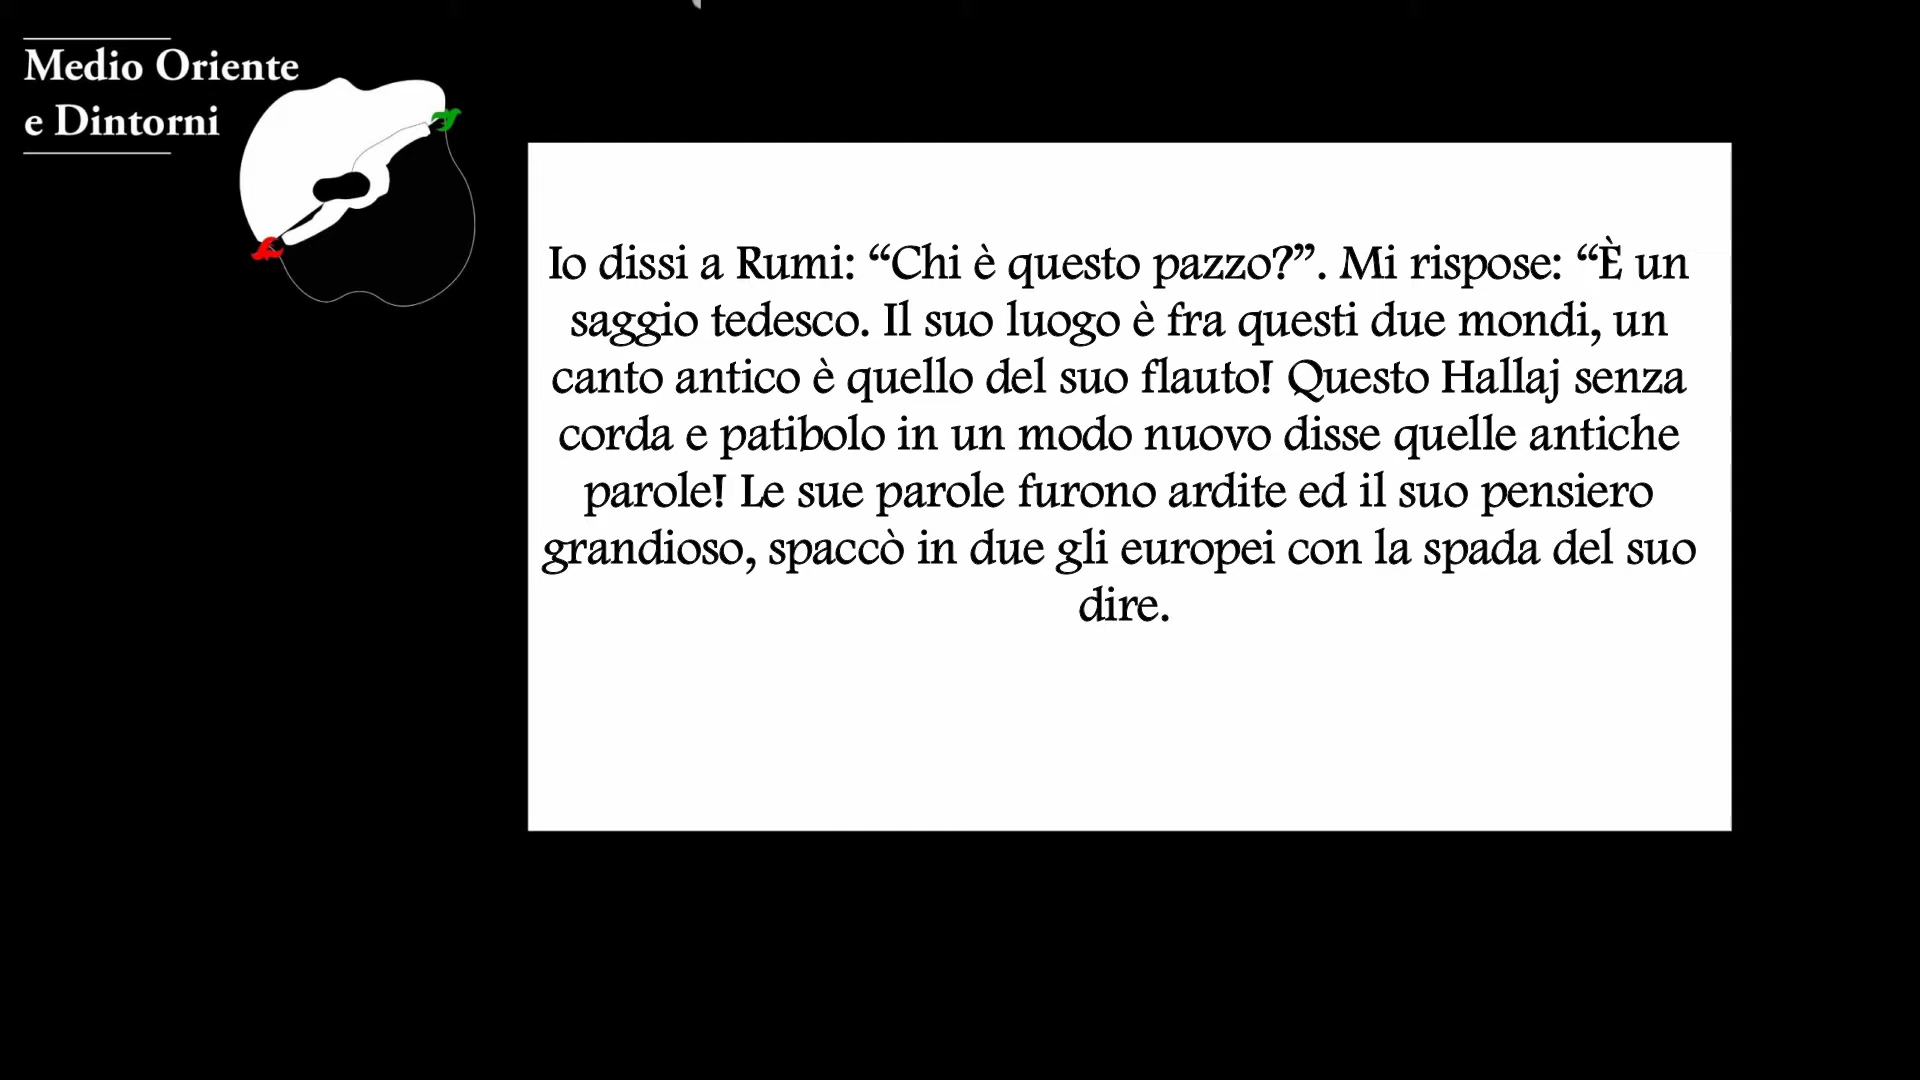 Medio Oriente
e Dintorni
Io dissi a Rumi: “Chi è questo pazzo?”. Mi rispose: “È un
saggio tedesco. Il suo luogo è fra questi due mondi, un
canto antico è quello del suo flauto! Questo Hallaj senza
corda e patibolo in un modo nuovo disse quelle antiche
parole! Le sue parole furono ardite ed il suo pensiero
grandioso, spaccò in due gli europei con la spada del suo
dire.